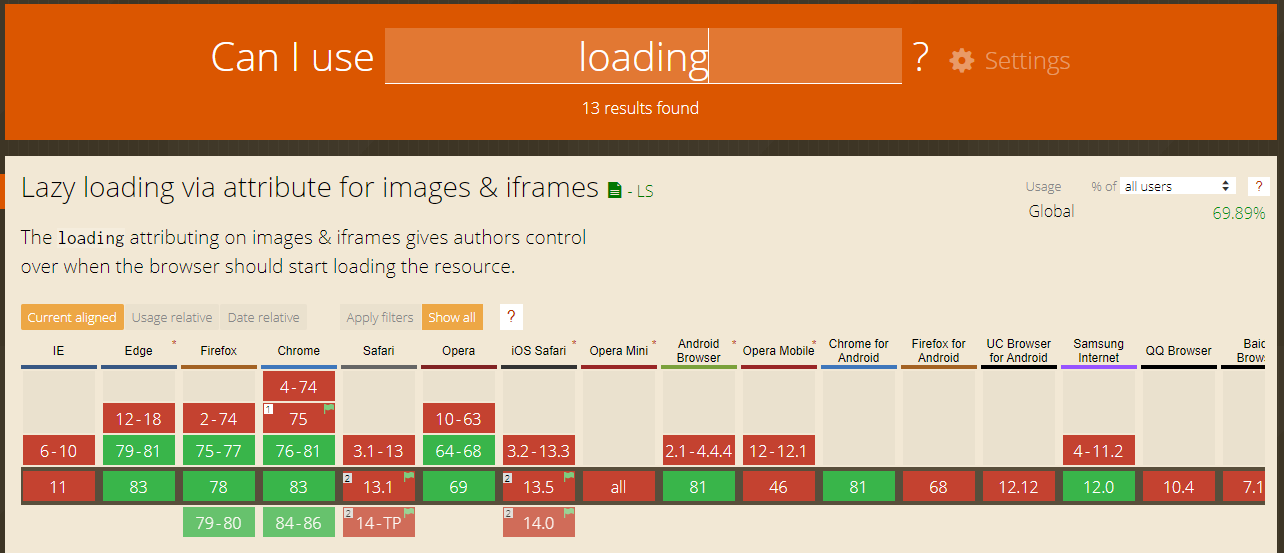 Can I use loading ? Settings
13 results found
Lazy loading via attribute for images & iframes - LS
Usage % of all users ?
Global 69.89%
The loading attributing on images & iframes gives authors control
over when the browser should start loading the resource.
Current aligned Usage relative Date relative Apply filters Show all ?
IE Edge * Firefox Chrome Safari Opera iOS Safari * Opera Mini * Android Browser Opera Mobile * Chrome for Android Firefox for Android UC Browser for Android Samsung Internet QQ Browser
4-74
12-18 2-74 1 75 10-63
6-10 79-81 75-77 76-81 3.1-13 64-68 3.2-13.3 2.1-4.4.4 12-12.1 4-11.2
11 83 78 83 2 13.1 69 2 13.5 all 81 46 81 68 12.12 12.0 10.4 7.1
79-80 84-86 2 14-TP 2 14.0